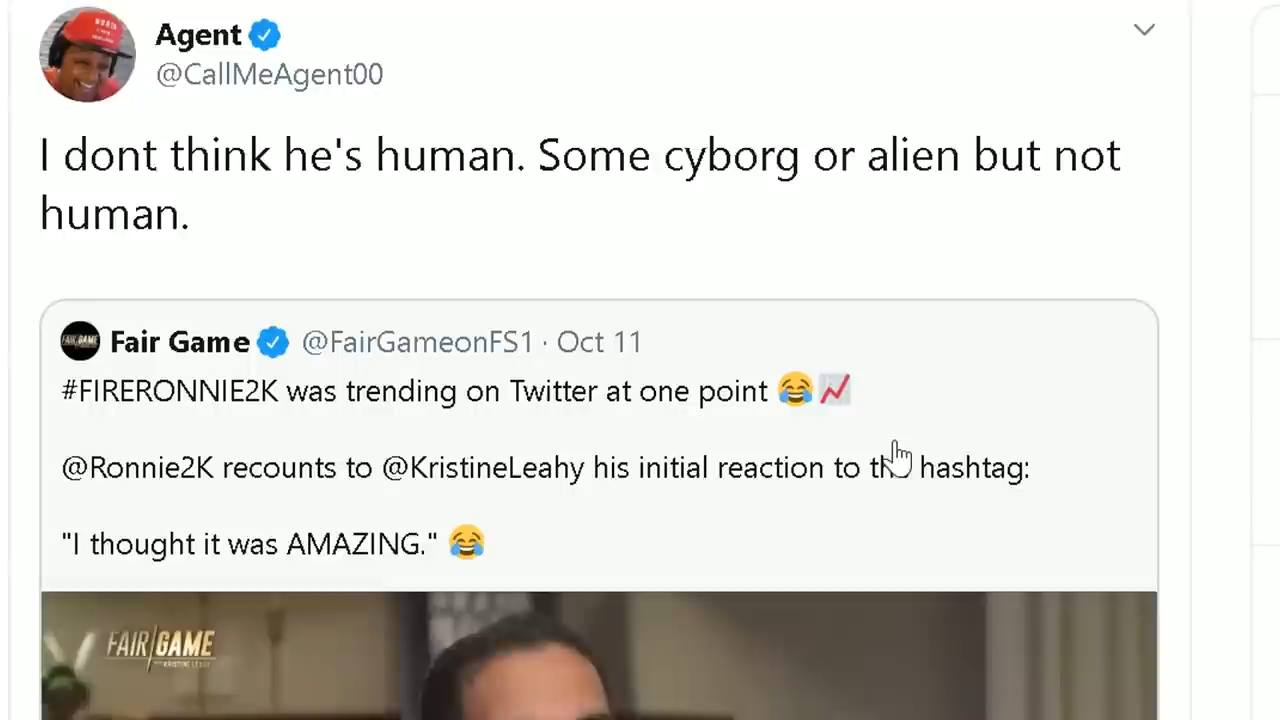 Agent
@CallMeAgent00
I dont think he's human. Some cyborg or alien but not
human.
Fair Game @FairGameonFS1 · Oct 11
#FIRERONNIE2K was trending on Twitter at one point 😂📈
@Ronnie2K recounts to @KristineLeahy his initial reaction to the hashtag:
"I thought it was AMAZING." 😂
FAIR GAME